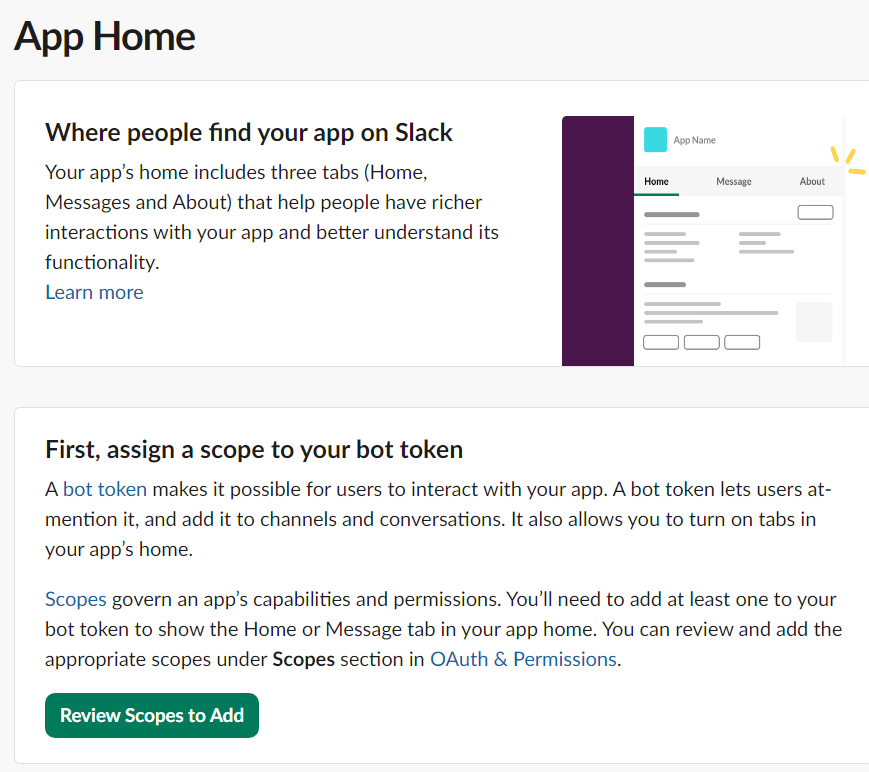 App Home
Where people find your app on Slack
Your app's home includes three tabs (Home,
Messages and About) that help people have richer
interactions with your app and better understand its
functionality.
Learn more
App Name
Home Message About
First, assign a scope to your bot token
A bot token makes it possible for users to interact with your app. A bot token lets users at-
mention it, and add it to channels and conversations. It also allows you to turn on tabs in
your app's home.
Scopes govern an app's capabilities and permissions. You'll need to add at least one to your
bot token to show the Home or Message tab in your app home. You can review and add the
appropriate scopes under Scopes section in OAuth & Permissions.
Review Scopes to Add